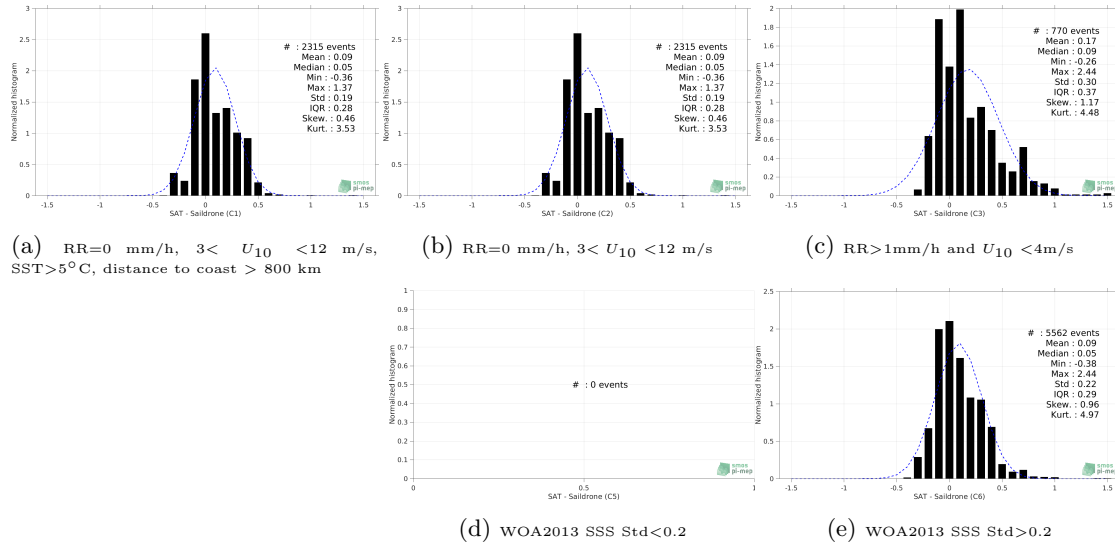 3
2.5
2
1.5
1
0.5
0
Normalized histogram
# : 2315 events
Mean : 0.09
Median : 0.05
Min : -0.36
Max : 1.37
Std : 0.19
IQR : 0.28
Skew. : 0.46
Kurt. : 3.53
smos
pi-mep
-1.5 -1 -0.5 0 0.5 1 1.5
SAT - Saildrone (C1)
(a) RR=0 mm/h, 3< U10 <12 m/s,
SST>5°C, distance to coast > 800 km
3
2.5
2
1.5
1
0.5
0
Normalized histogram
# : 2315 events
Mean : 0.09
Median : 0.05
Min : -0.36
Max : 1.37
Std : 0.19
IQR : 0.28
Skew. : 0.46
Kurt. : 3.53
smos
pi-mep
-1.5 -1 -0.5 0 0.5 1 1.5
SAT - Saildrone (C2)
(b) RR=0 mm/h, 3< U10 <12 m/s
2
1.8
1.6
1.4
1.2
1
0.8
0.6
0.4
0.2
0
Normalized histogram
# : 770 events
Mean : 0.17
Median : 0.09
Min : -0.26
Max : 2.44
Std : 0.30
IQR : 0.37
Skew. : 1.17
Kurt. : 4.48
smos
pi-mep
-1.5 -1 -0.5 0 0.5 1 1.5
SAT - Saildrone (C3)
(c) RR>1mm/h and U10 <4m/s
1
0.9
0.8
0.7
0.6
0.5
0.4
0.3
0.2
0.1
0
Normalized histogram
# : 0 events
smos
pi-mep
0 0.5 1
SAT - Saildrone (C5)
(d) WOA2013 SSS Std<0.2
2.5
2
1.5
1
0.5
0
Normalized histogram
# : 5562 events
Mean : 0.09
Median : 0.05
Min : -0.38
Max : 2.44
Std : 0.22
IQR : 0.29
Skew. : 0.96
Kurt. : 4.97
smos
pi-mep
-1.5 -1 -0.5 0 0.5 1 1.5
SAT - Saildrone (C6)
(e) WOA2013 SSS Std>0.2